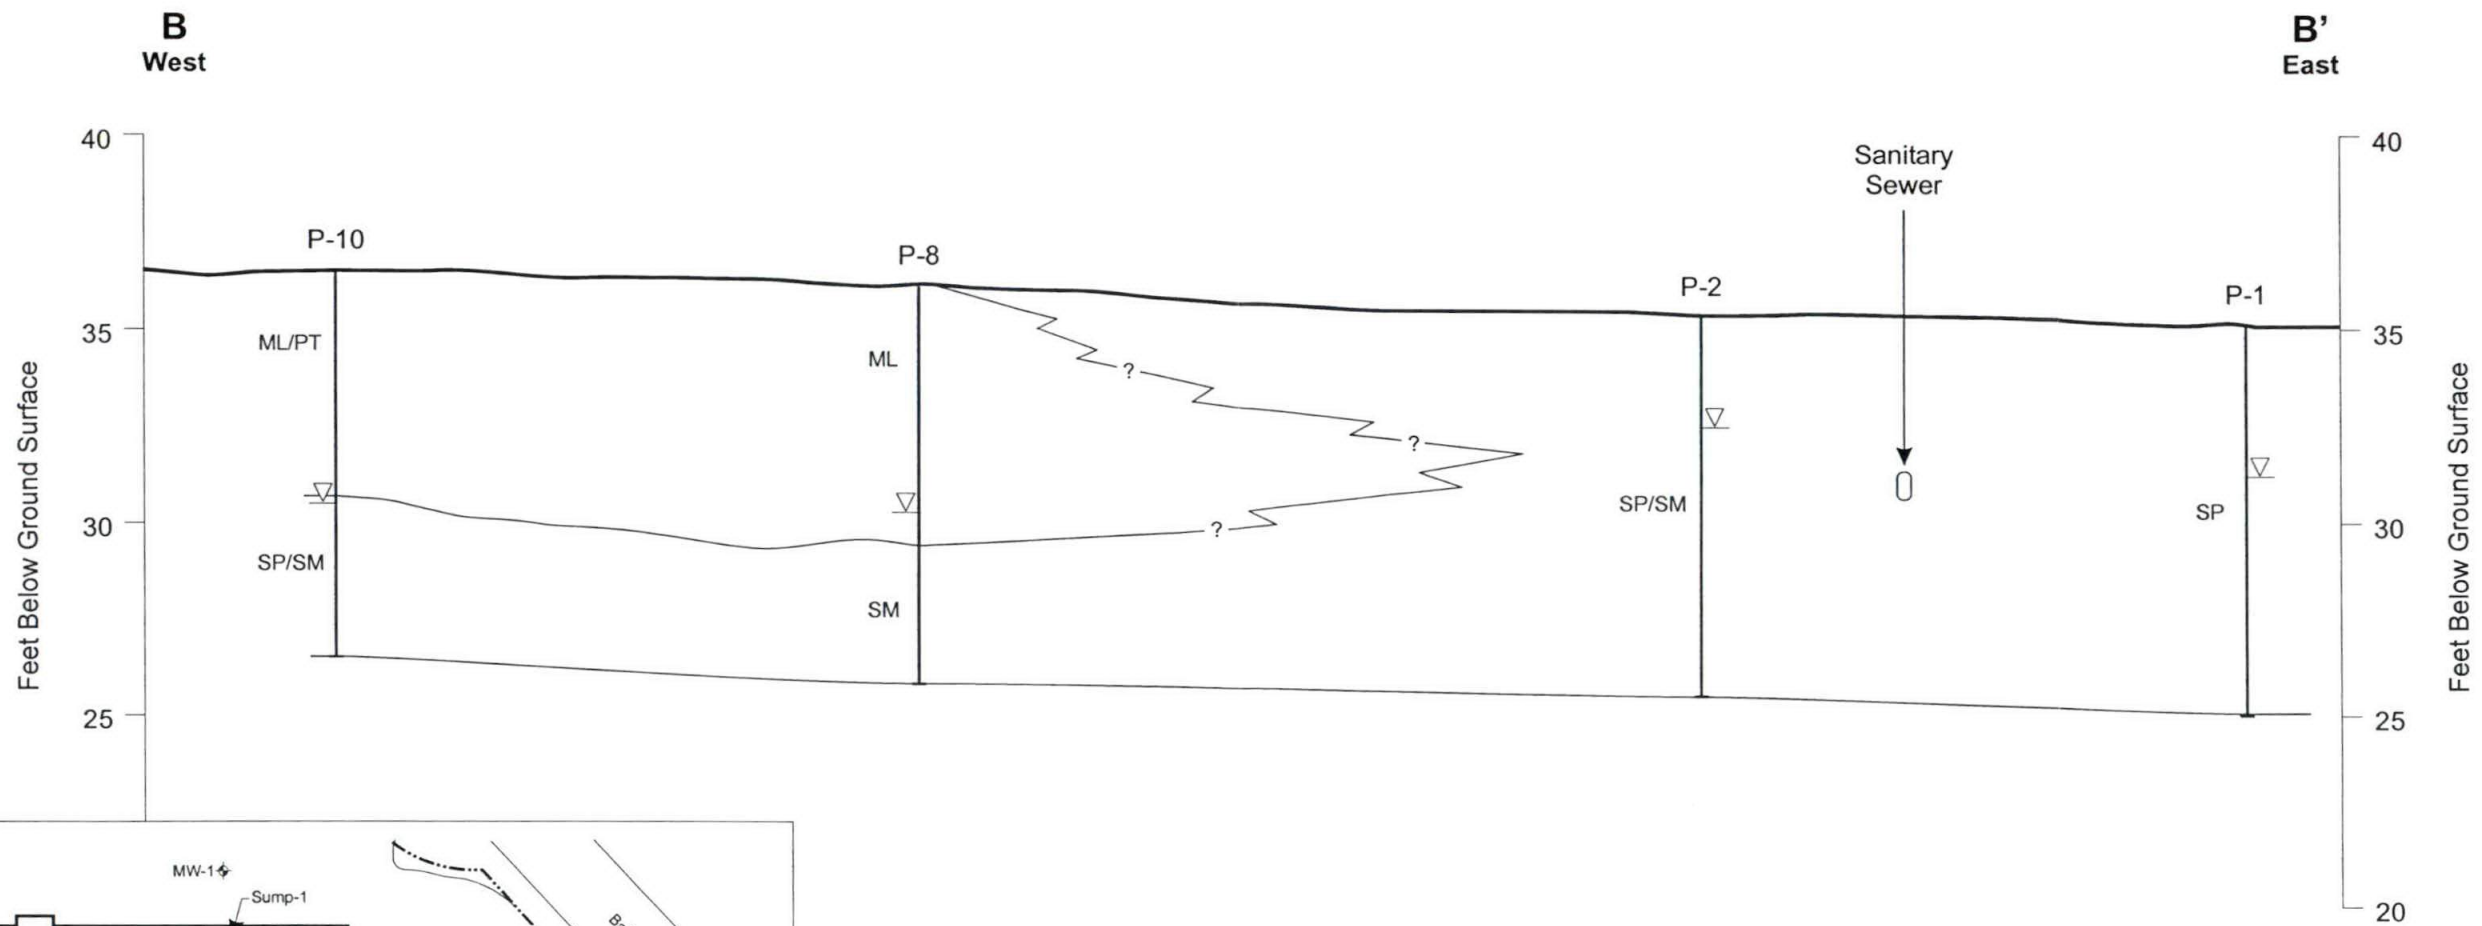 B
West
B’
East
40
40
Sanitary
Sewer
P-10
P-8
P-2
P-1
35
35
ML/PT
ML
?
?
SP/SM
SP
30
30
?
SP/SM
SM
25
25
20
Feet Below Ground Surface
Feet Below Ground Surface
MW-1
Sump-1